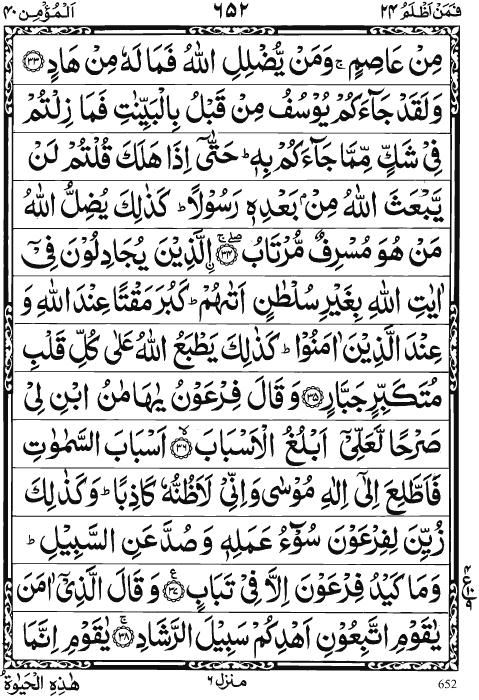 فَمَنْ اَظْلَمُ ٢٤ ٦٥٢ اَلْمُؤْمِن ٤٠
مِنْ عَاصِمٍ ۚ وَمَنْ يُّضْلِلِ اللّٰهُ فَمَا لَهٗ مِنْ هَادٍ ﴿٣٣﴾
وَلَقَدْ جَآءَكُمْ يُوْسُفُ مِنْ قَبْلُ بِالْبَيِّنٰتِ فَمَا زِلْتُمْ
فِيْ شَكٍّ مِّمَّا جَآءَكُمْ بِهٖ ؕ حَتّٰٓى اِذَا هَلَكَ قُلْتُمْ لَنْ
يَّبْعَثَ اللّٰهُ مِنْۢ بَعْدِهٖ رَسُوْلًا ؕ كَذٰلِكَ يُضِلُّ اللّٰهُ
مَنْ هُوَ مُسْرِفٌ مُّرْتَابُ ۨ ۚۖ ﴿٣٤﴾ الَّذِيْنَ يُجَادِلُوْنَ فِيْٓ
اٰيٰتِ اللّٰهِ بِغَيْرِ سُلْطٰنٍ اَتٰىهُمْ ؕ كَبُرَ مَقْتًا عِنْدَ اللّٰهِ وَ
عِنْدَ الَّذِيْنَ اٰمَنُوْا ؕ كَذٰلِكَ يَطْبَعُ اللّٰهُ عَلٰى كُلِّ قَلْبِ
مُتَكَبِّرٍ جَبَّارٍ ﴿٣٥﴾ وَقَالَ فِرْعَوْنُ يٰهَامٰنُ ابْنِ لِيْ
صَرْحًا لَّعَلِّيْٓ اَبْلُغُ الْاَسْبَابَ ۙ ﴿٣٦﴾ اَسْبَابَ السَّمٰوٰتِ
فَاَطَّلِعَ اِلٰٓى اِلٰهِ مُوْسٰى وَاِنِّيْ لَاَظُنُّهٗ كَاذِبًا ؕ وَكَذٰلِكَ
زُيِّنَ لِفِرْعَوْنَ سُوْٓءُ عَمَلِهٖ وَصُدَّ عَنِ السَّبِيْلِ ؕ
وَمَا كَيْدُ فِرْعَوْنَ اِلَّا فِيْ تَبَابٍ ﴿٣٧﴾ وَقَالَ الَّذِيْٓ اٰمَنَ
يٰقَوْمِ اتَّبِعُوْنِ اَهْدِكُمْ سَبِيْلَ الرَّشَادِ ۚ ﴿٣٨﴾ يٰقَوْمِ اِنَّمَا
هٰذِهِ الْحَيٰوةُ منزل ٦ 652